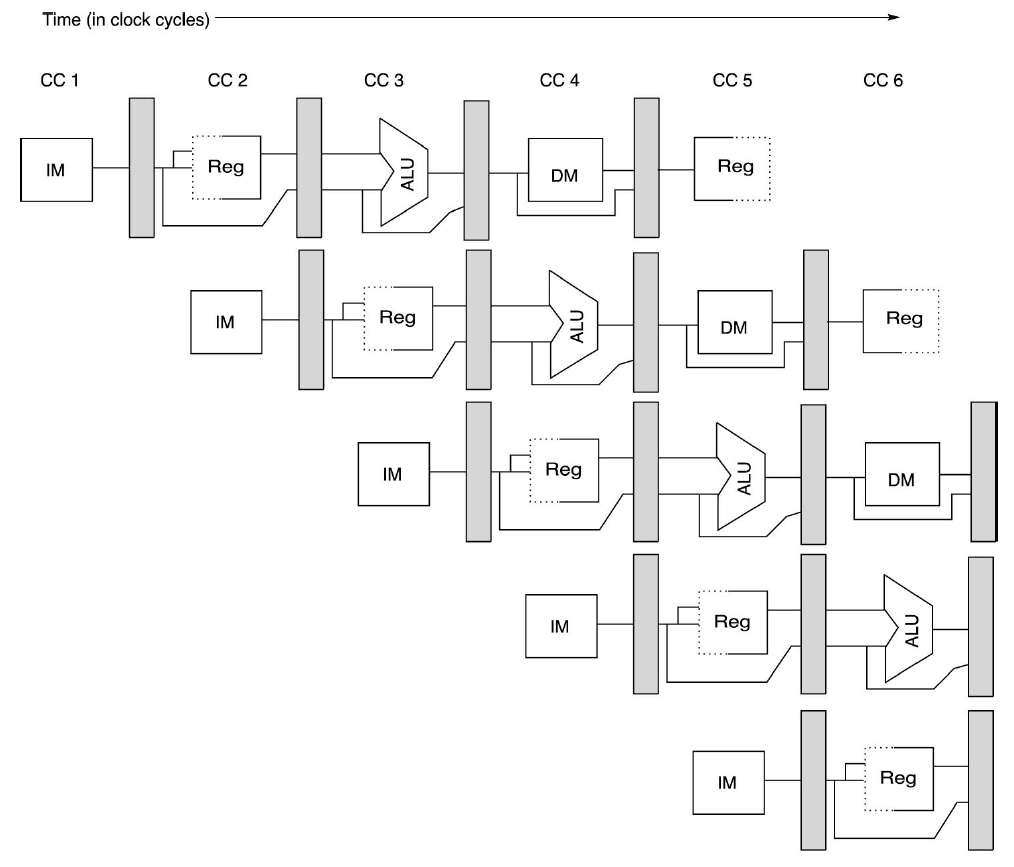 Time (in clock cycles)
CC 1 CC 2 CC 3 CC 4 CC 5 CC 6
IM Reg ALU DM Reg
IM Reg ALU DM Reg
IM Reg ALU DM
IM Reg ALU
IM Reg